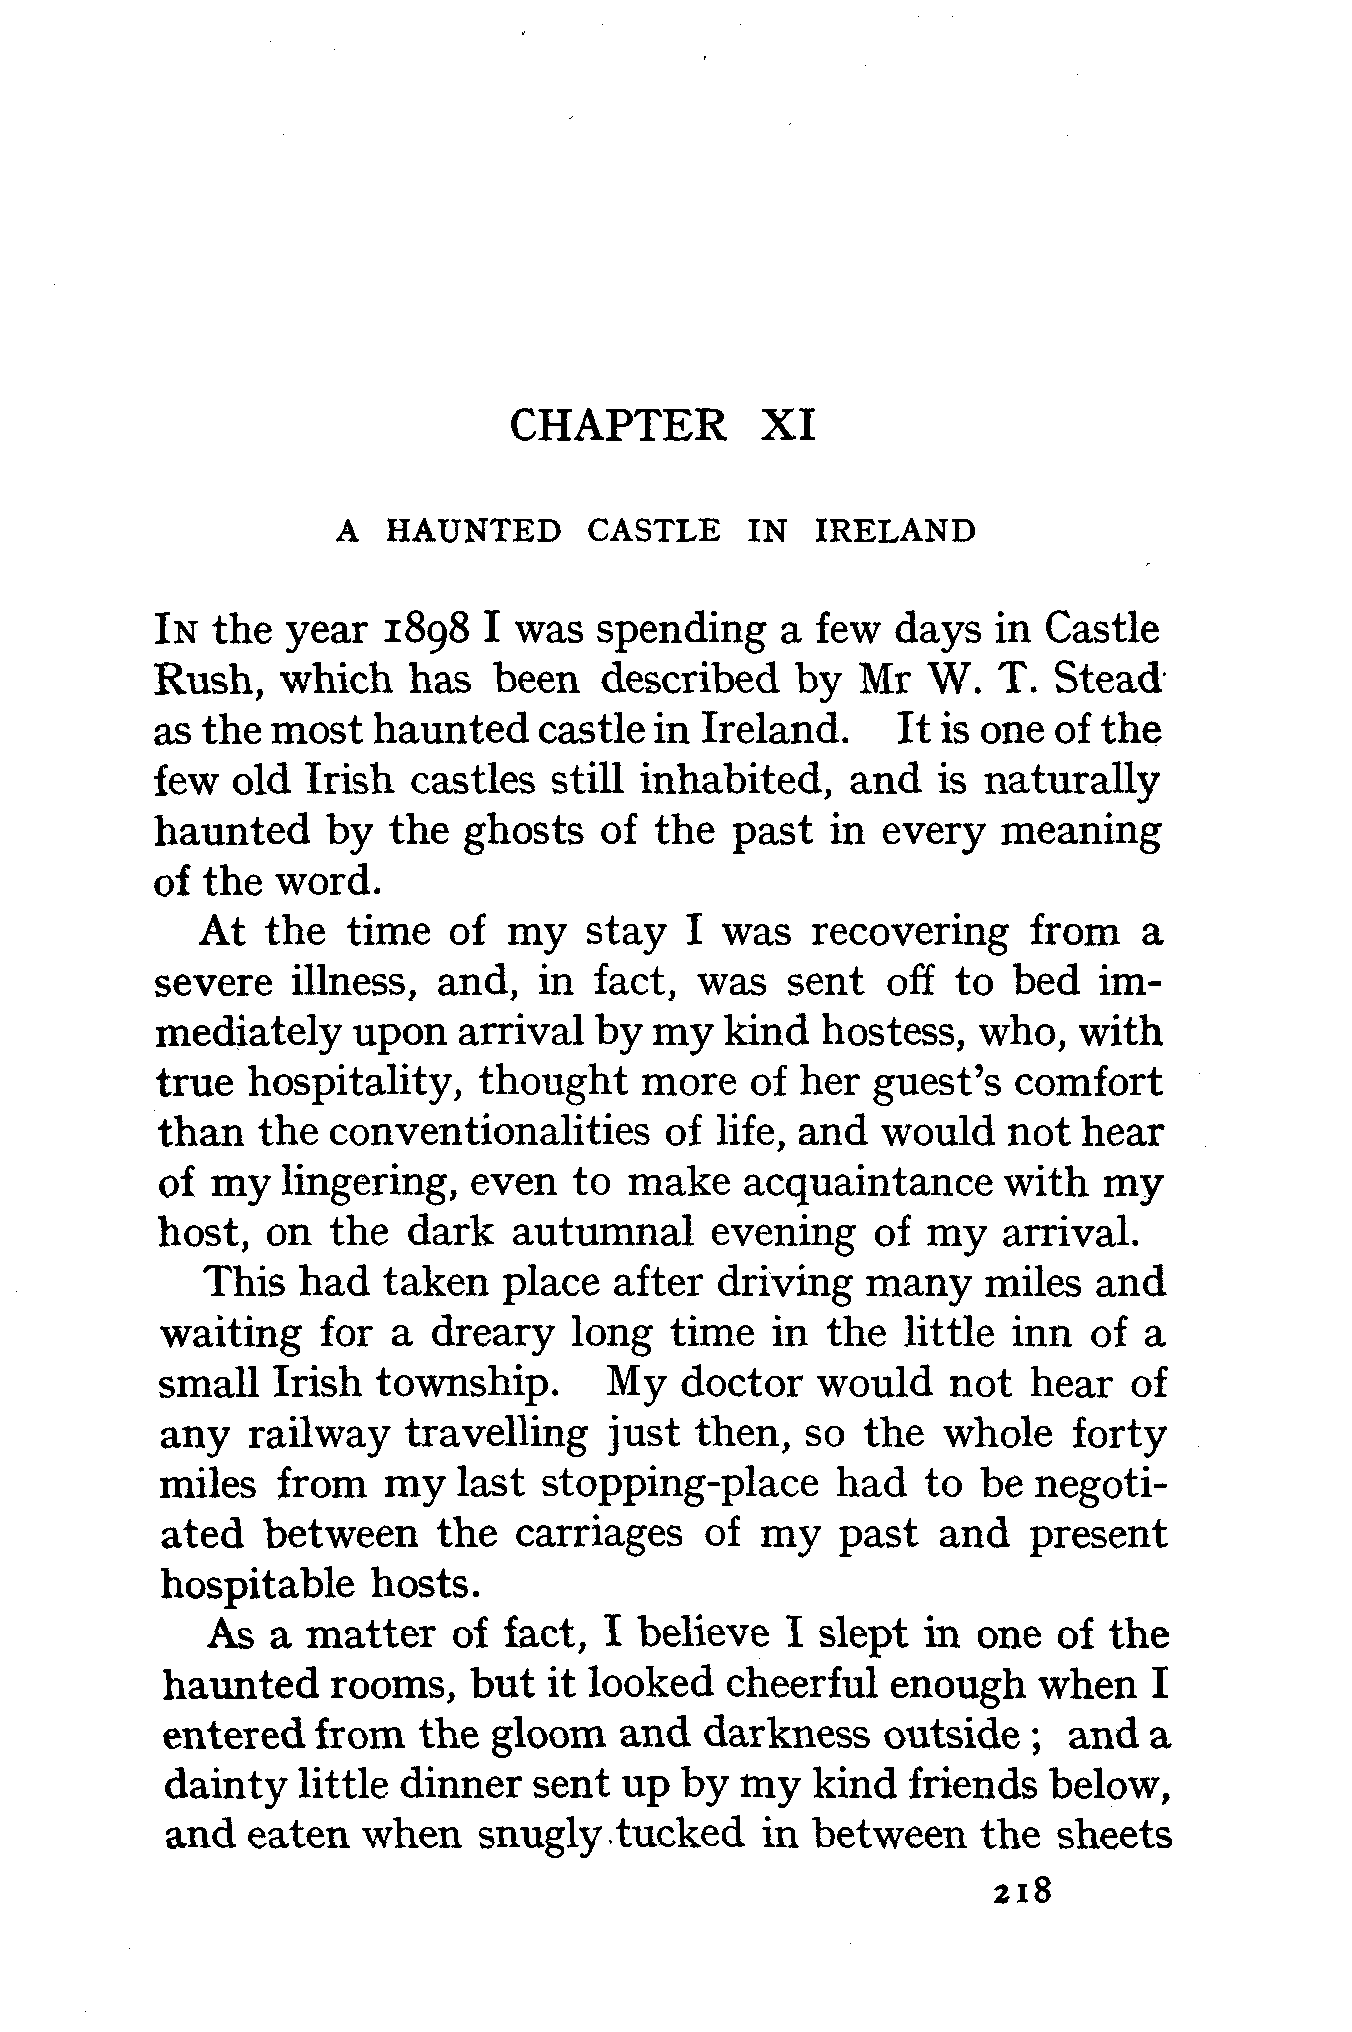 CHAPTER XI
A HAUNTED CASTLE IN IRELAND
IN the year 1898 I was spending a few days in Castle
Rush, which has been described by Mr W. T. Stead
as the most haunted castle in Ireland. It is one of the
few old Irish castles still inhabited, and is naturally
haunted by the ghosts of the past in every meaning
of the word.
At the time of my stay I was recovering from a
severe illness, and, in fact, was sent off to bed im-
mediately upon arrival by my kind hostess, who, with
true hospitality, thought more of her guest's comfort
than the conventionalities of life, and would not hear
of my lingering, even to make acquaintance with my
host, on the dark autumnal evening of my arrival.
This had taken place after driving many miles and
waiting for a dreary long time in the little inn of a
small Irish township. My doctor would not hear of
any railway travelling just then, so the whole forty
miles from my last stopping-place had to be negoti-
ated between the carriages of my past and present
hospitable hosts.
As a matter of fact, I believe I slept in one of the
haunted rooms, but it looked cheerful enough when I
entered from the gloom and darkness outside ; and a
dainty little dinner sent up by my kind friends below,
and eaten when snugly tucked in between the sheets
218